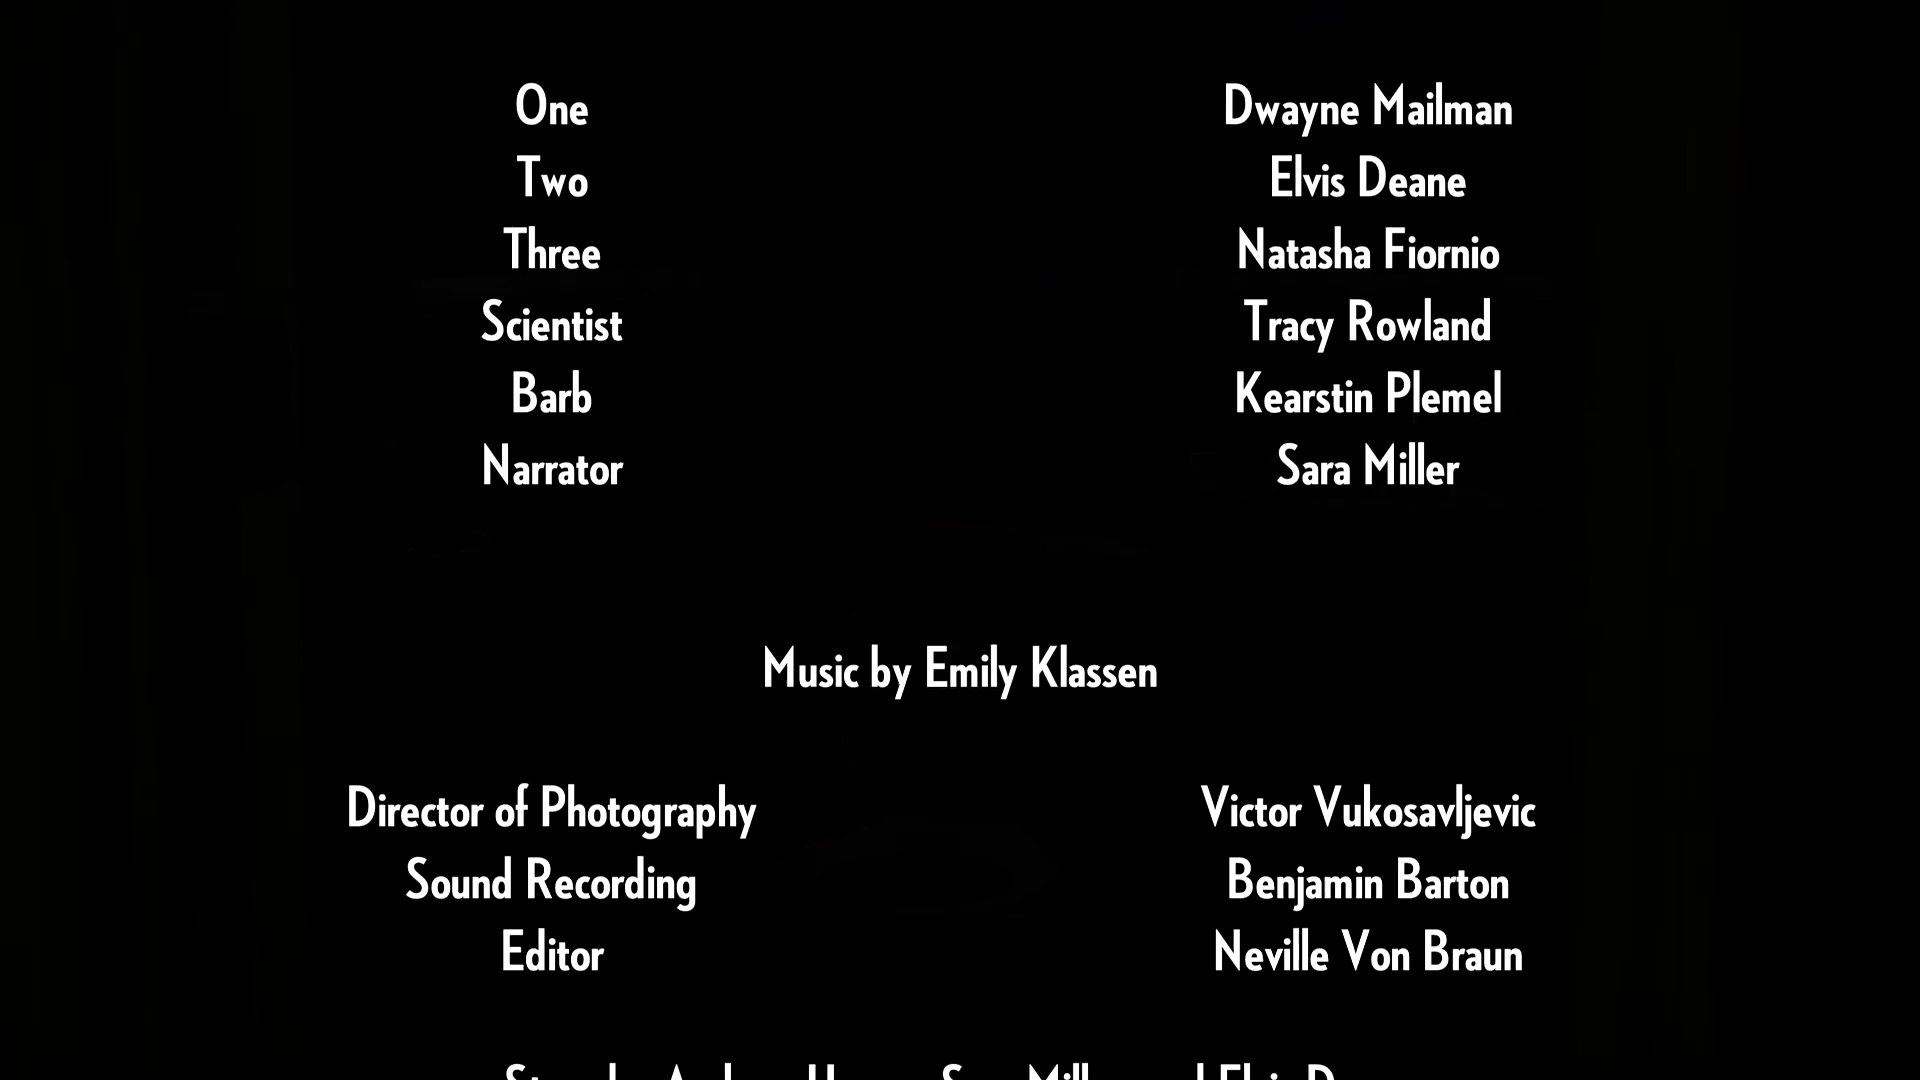 One Dwayne Mailman
Two Elvis Deane
Three Natasha Fiornio
Scientist Tracy Rowland
Barb Kearstin Plemel
Narrator Sara Miller
Music by Emily Klassen
Director of Photography Victor Vukosavljevic
Sound Recording Benjamin Barton
Editor Neville Von Braun